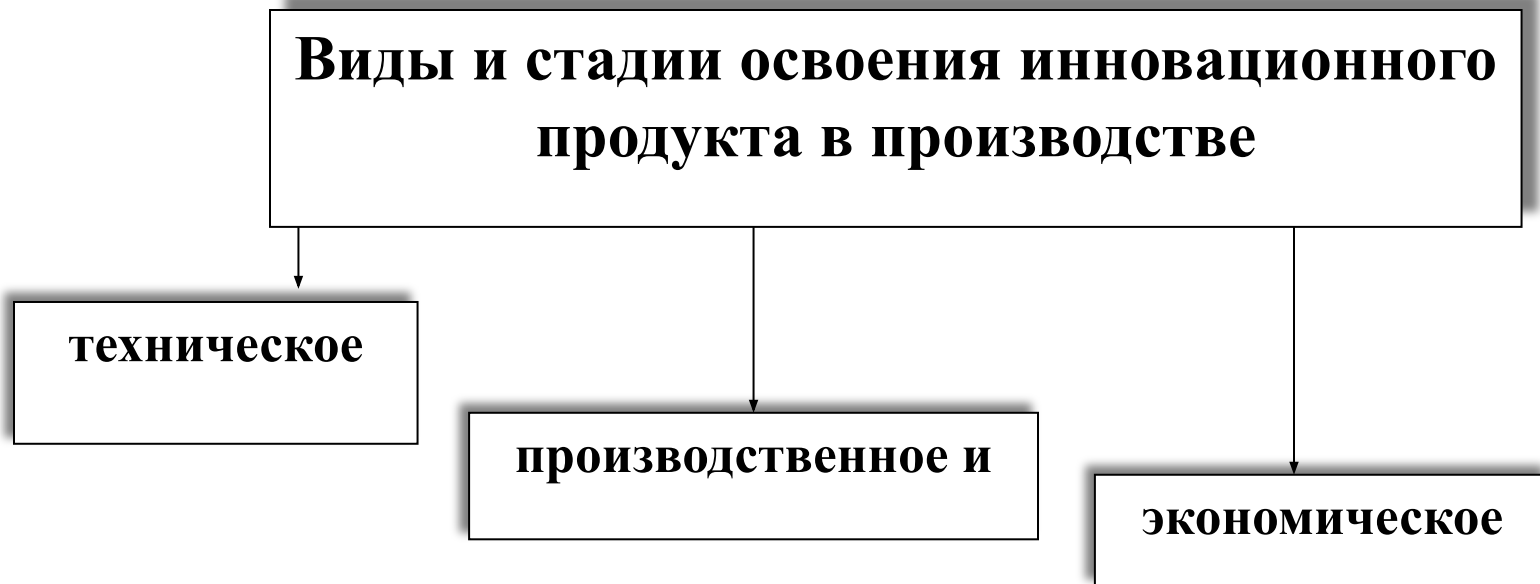 Виды и стадии освоения инновационного
продукта в производстве
техническое
производственное и
экономическое